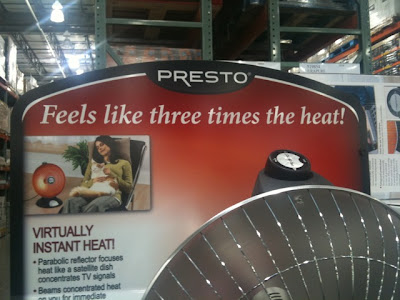 PRESTO
Feels like three times the heat!
VIRTUALLY
INSTANT HEAT!
• Parabolic reflector focuses
heat like a satellite dish
concentrates TV signals
• Beams concentrated heat
on you for immediate